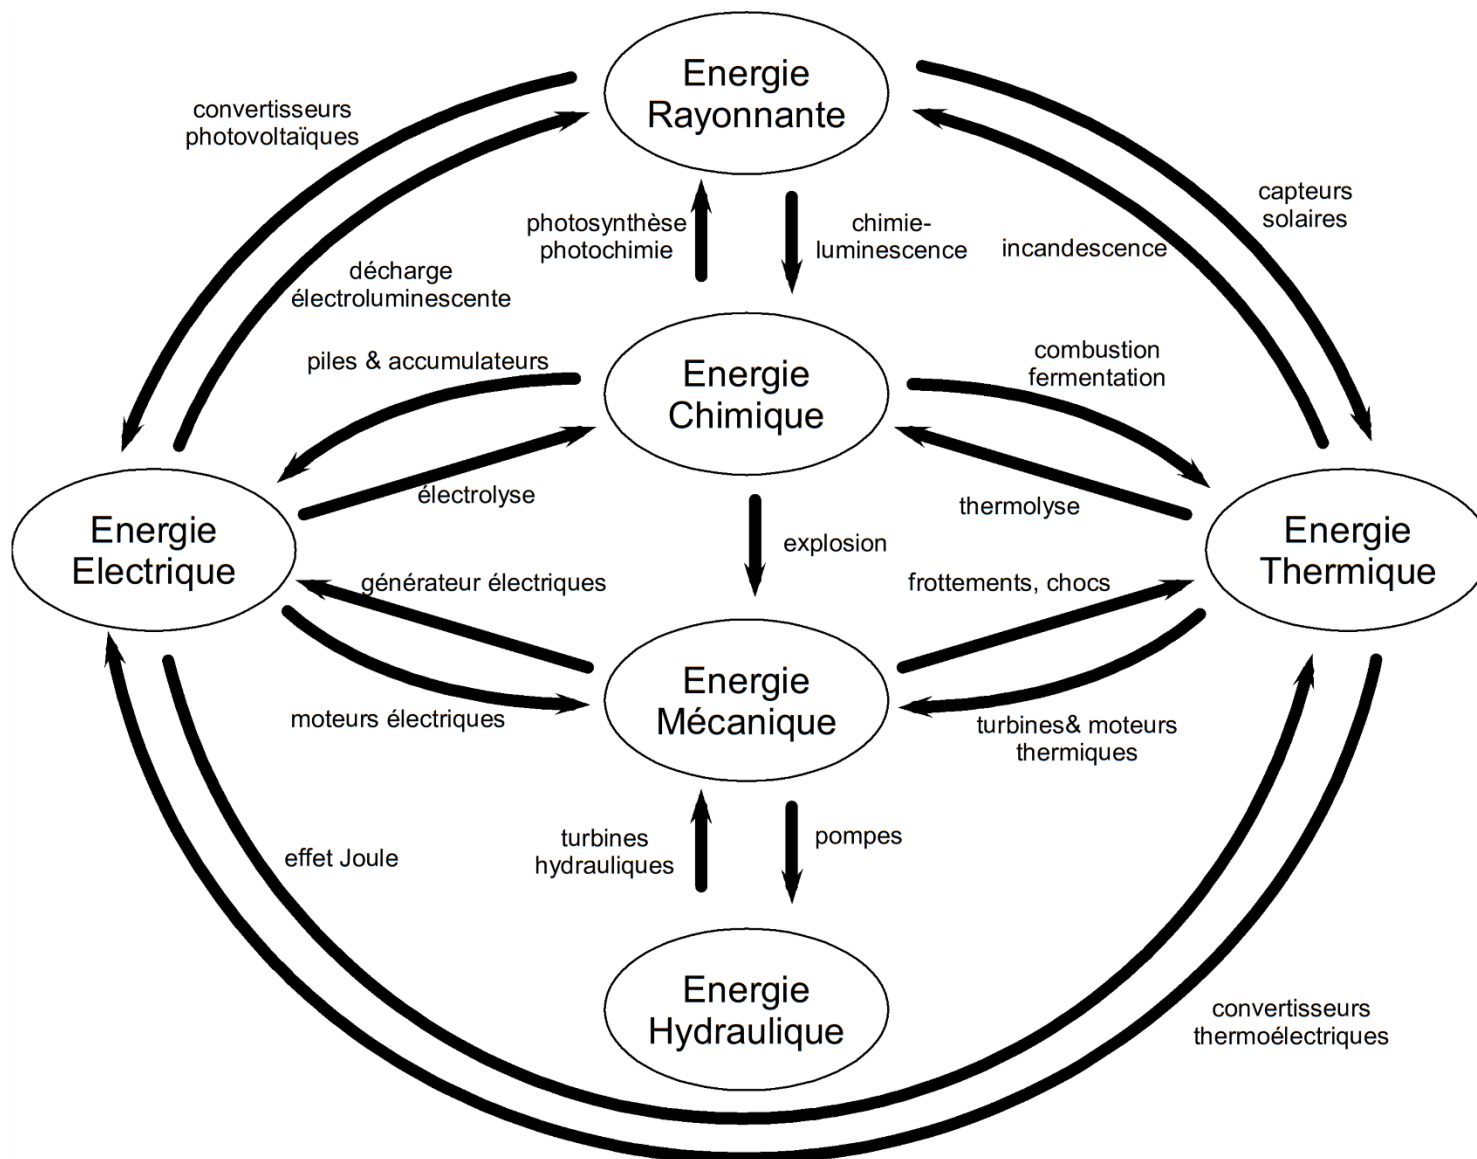 Energie
Rayonnante
convertisseurs
photovoltaïques
capteurs
solaires
photosynthèse
photochimie
chimie-
luminescence
incandescence
décharge
électroluminescente
piles & accumulateurs
Energie
Chimique
combustion
fermentation
électrolyse
thermolyse
Energie
Electrique
explosion
Energie
Thermique
générateur électriques
frottements, chocs
Energie
Mécanique
moteurs électriques
turbines& moteurs
thermiques
effet Joule
turbines
hydrauliques
pompes
Energie
Hydraulique
convertisseurs
thermoélectriques